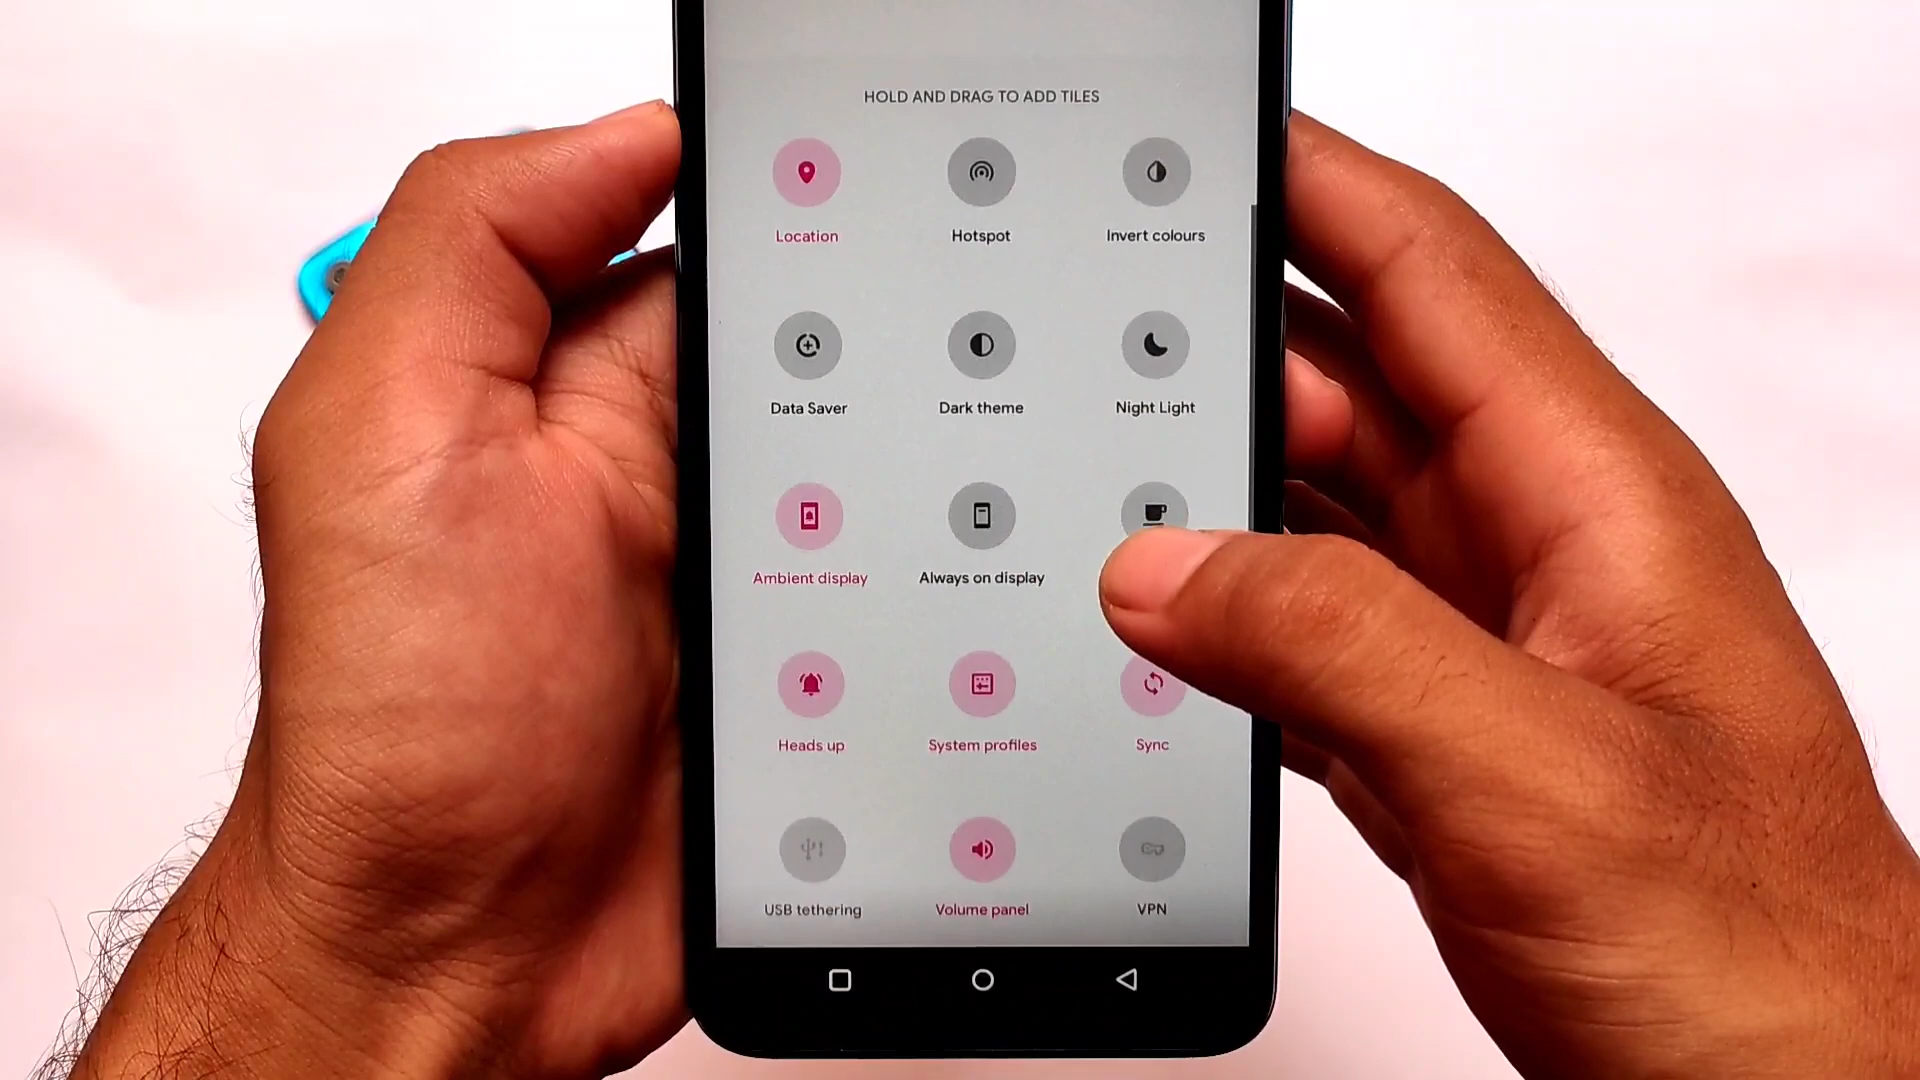 HOLD AND DRAG TO ADD TILES
Location
Hotspot
Invert colours
Data Saver
Dark theme
Night Light
Ambient display
Always on display
Heads up
System profiles
Sync
USB tethering
Volume panel
VPN